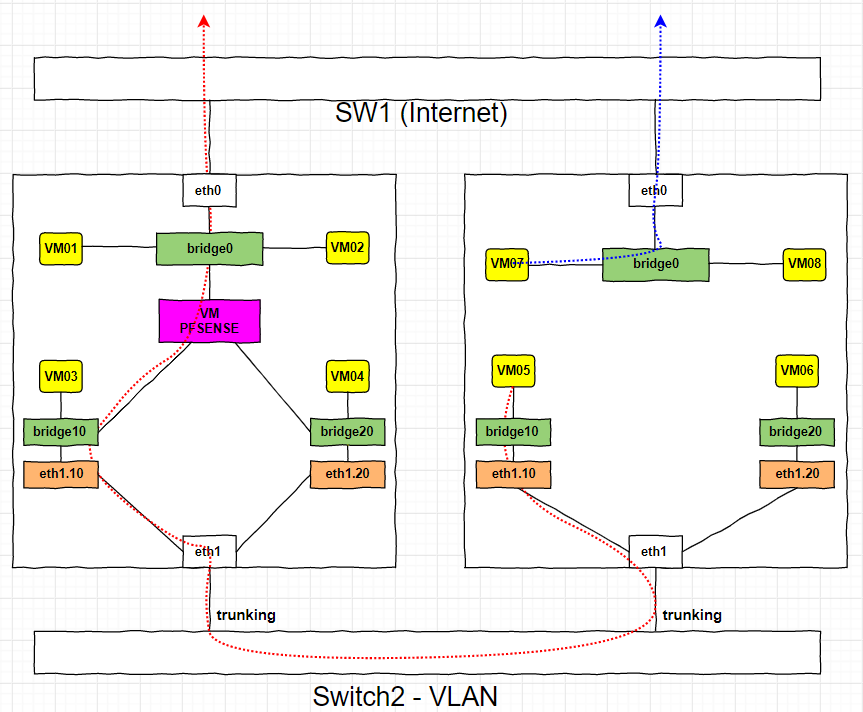 SW1 (Internet)
eth0
eth0
VM01
bridge0
VM02
VM07
bridge0
VM08
VM
PFSENSE
VM03
VM04
VM05
VM06
bridge10
bridge20
bridge10
bridge20
eth1.10
eth1.20
eth1.10
eth1.20
eth1
eth1
trunking
trunking
Switch2 - VLAN